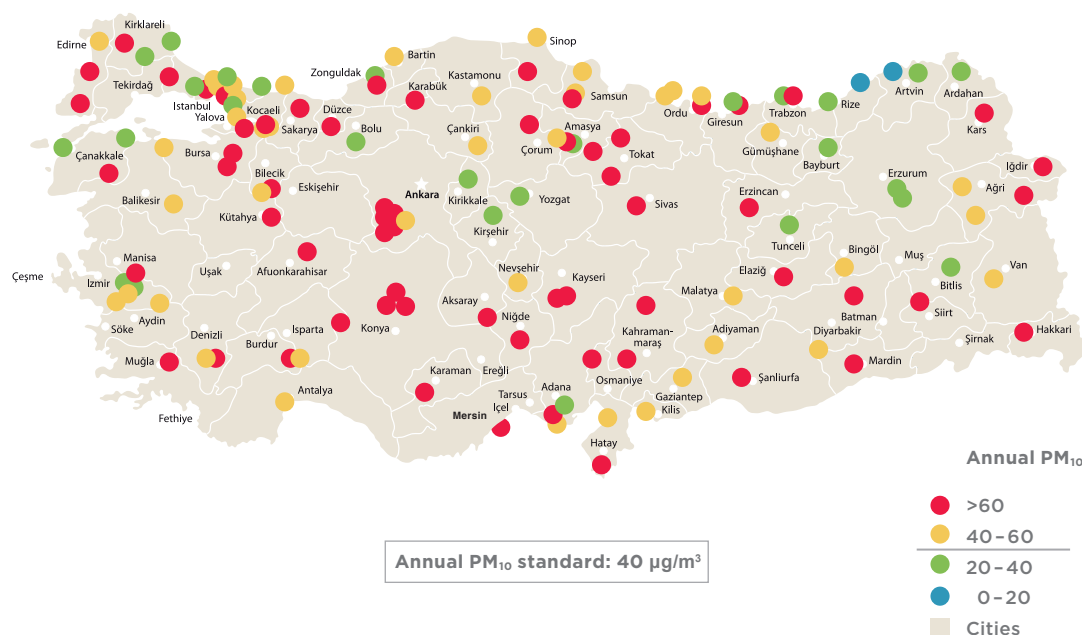 Kirklareli
Edirne
Tekirdağ
Istanbul
Yalova
Kocaeli
Sakarya
Düzce
Bolu
Zonguldak
Bartin
Karabük
Kastamonu
Sinop
Samsun
Çankiri
Çorum
Amasya
Tokat
Ordu
Giresun
Trabzon
Gümüşhane
Rize
Bayburt
Artvin
Ardahan
Kars
Iğdir
Ağri
Erzurum
Erzincan
Çanakkale
Bursa
Bilecik
Eskişehir
Balikesir
Kütahya
Ankara
Kirikkale
Yozgat
Kirşehir
Sivas
Tunceli
Bingöl
Muş
Van
Bitlis
Elaziğ
Malatya
Çeşme
Manisa
Izmir
Uşak
Afuonkarahisar
Nevşehir
Kayseri
Aksaray
Niğde
Konya
Söke
Aydin
Denizli
Burdur
Isparta
Muğla
Fethiye
Antalya
Karaman
Ereğli
Tarsus
Içel
Mersin
Adana
Osmaniye
Kahraman-
maraş
Adiyaman
Gaziantep
Kilis
Hatay
Şanliurfa
Diyarbakir
Batman
Mardin
Siirt
Şirnak
Hakkari
Annual PM₁₀ standard: 40 µg/m³
Annual PM₁₀
>60
40–60
20–40
0–20
Cities